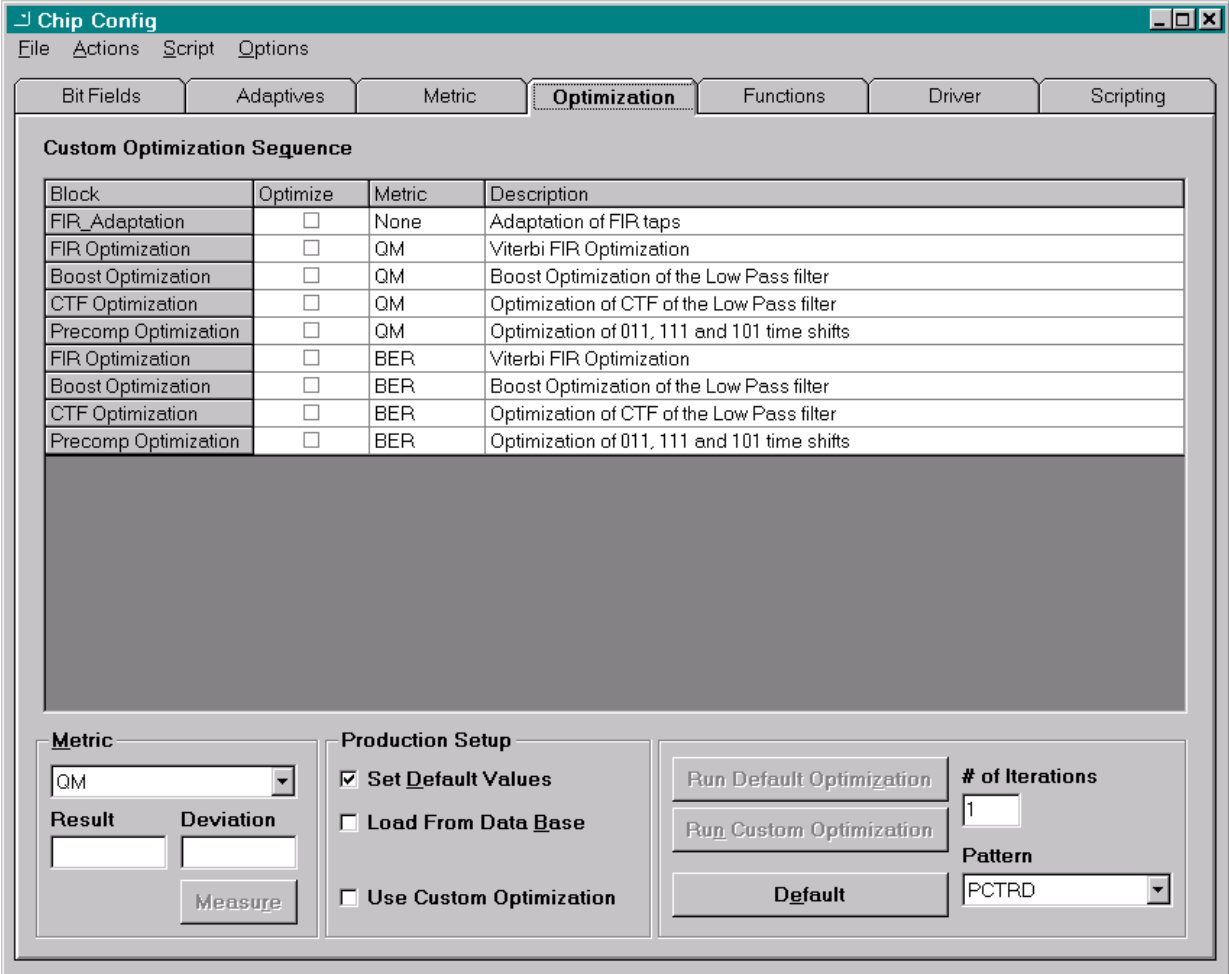 Chip Config
File Actions Script Options
Bit Fields Adaptives Metric Optimization Functions Driver Scripting
Custom Optimization Sequence
Block Optimize Metric Description
FIR_Adaptation None Adaptation of FIR taps
FIR Optimization QM Viterbi FIR Optimization
Boost Optimization QM Boost Optimization of the Low Pass filter
CTF Optimization QM Optimization of CTF of the Low Pass filter
Precomp Optimization QM Optimization of 011, 111 and 101 time shifts
FIR Optimization BER Viterbi FIR Optimization
Boost Optimization BER Boost Optimization of the Low Pass filter
CTF Optimization BER Optimization of CTF of the Low Pass filter
Precomp Optimization BER Optimization of 011, 111 and 101 time shifts
Metric
QM
Result Deviation
Measure
Production Setup
Set Default Values
Load From Data Base
Use Custom Optimization
Run Default Optimization
Run Custom Optimization
Default
# of Iterations
1
Pattern
PCTRD